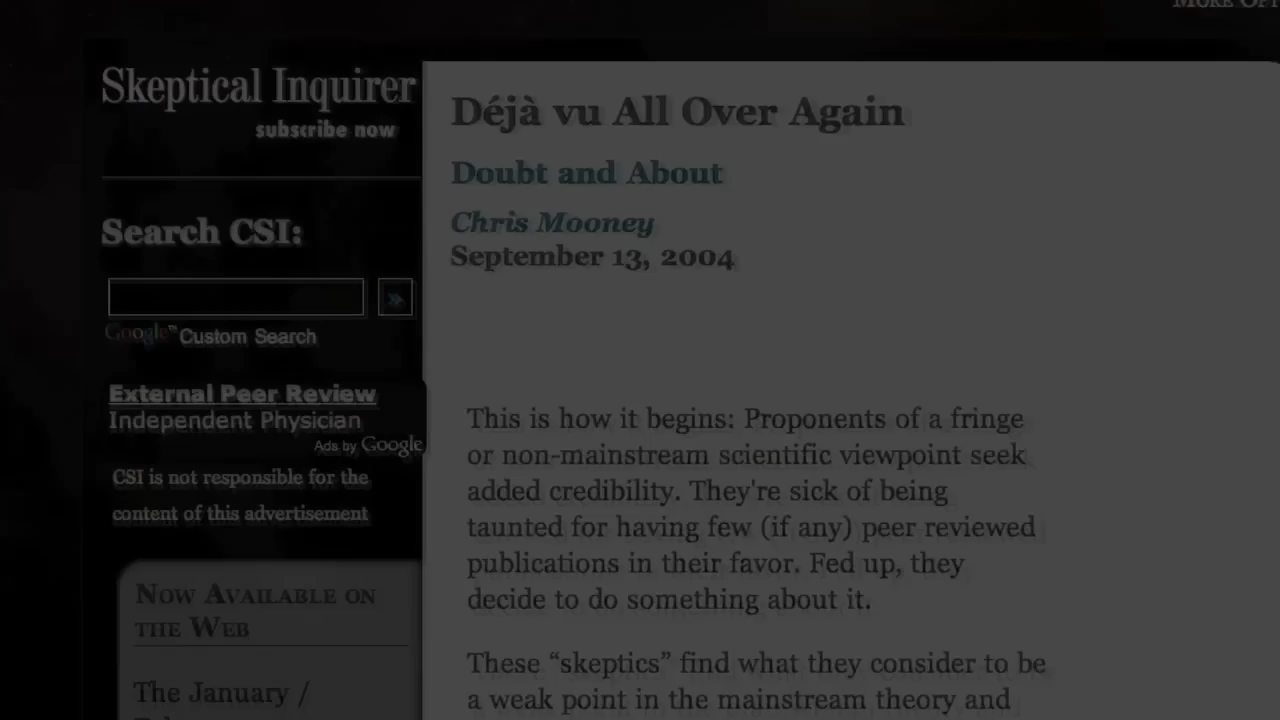 Skeptical Inquirer
subscribe now
Search CSI:
Google™ Custom Search
External Peer Review
Independent Physician
Ads by Google
CSI is not responsible for the
content of this advertisement
Now Available on
the Web
The January /
Déjà vu All Over Again
Doubt and About
Chris Mooney
September 13, 2004
This is how it begins: Proponents of a fringe
or non-mainstream scientific viewpoint seek
added credibility. They're sick of being
taunted for having few (if any) peer reviewed
publications in their favor. Fed up, they
decide to do something about it.
These “skeptics” find what they consider to be
a weak point in the mainstream theory and